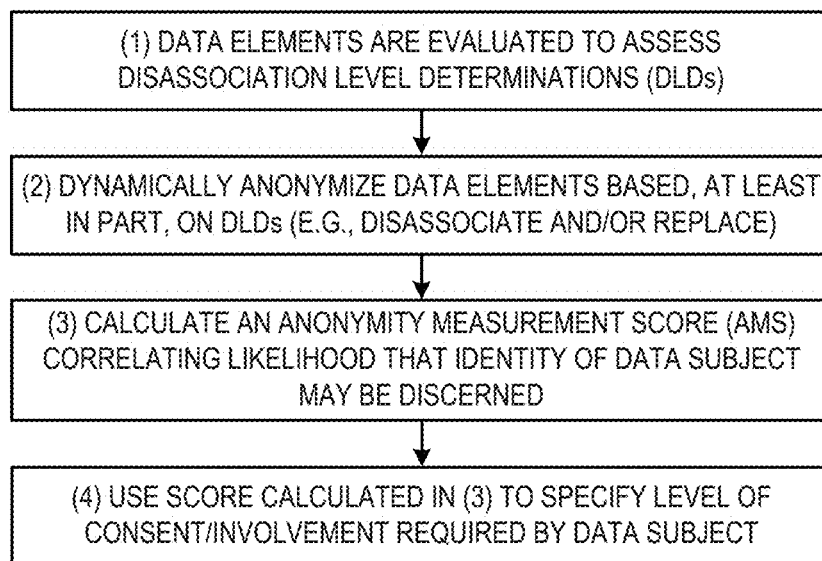 (1) DATA ELEMENTS ARE EVALUATED TO ASSESS
DISASSOCIATION LEVEL DETERMINATIONS (DLDs)
(2) DYNAMICALLY ANONYMIZE DATA ELEMENTS BASED, AT LEAST
IN PART, ON DLDs (E.G., DISASSOCIATE AND/OR REPLACE)
(3) CALCULATE AN ANONYMITY MEASUREMENT SCORE (AMS)
CORRELATING LIKELIHOOD THAT IDENTITY OF DATA SUBJECT
MAY BE DISCERNED
(4) USE SCORE CALCULATED IN (3) TO SPECIFY LEVEL OF
CONSENT/INVOLVEMENT REQUIRED BY DATA SUBJECT